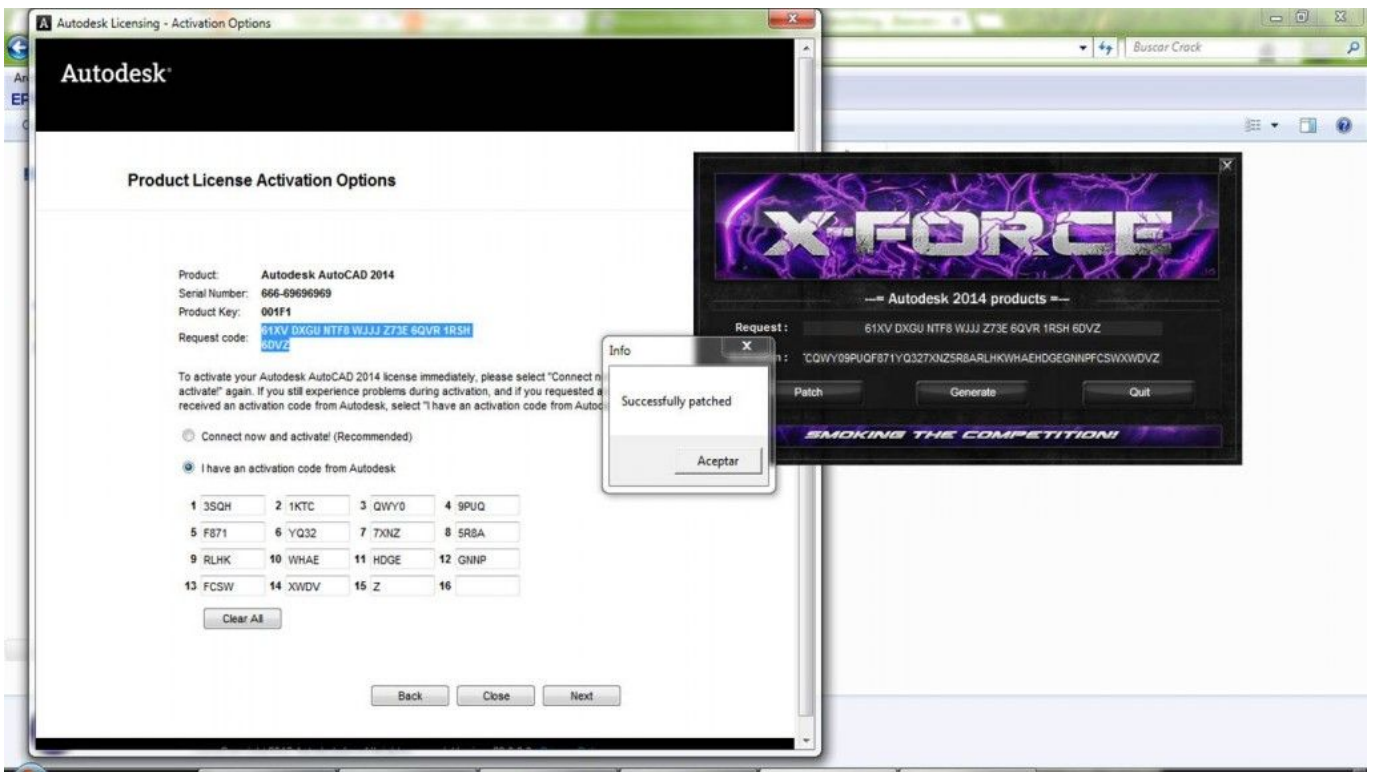 Autodesk Licensing - Activation Options
Buscar Crack
Autodesk
Product License Activation Options
Product: Autodesk AutoCAD 2014
Serial Number: 666-69696969
Product Key: 001F1
Request code: 61XV DXGU NTF8 WJJJ Z73E 6QVR 1RSH
6DVZ
To activate your Autodesk AutoCAD 2014 license immediately, please select "Connect
activate!" again. If you still experience problems during activation, and if you requested
received an activation code from Autodesk, select "I have an activation code from
Connect now and activate! (Recommended)
I have an activation code from Autodesk
1 3SQH 2 1KTC 3 QWY0 4 9PUQ
5 F871 6 YQ32 7 7XNZ 8 5R8A
9 RLHK 10 WHAE 11 HDGE 12 GNNP
13 FCSW 14 XWDV 15 Z 16
Clear All
Back Close Next
X-FORCE
---= Autodesk 2014 products =---
Request : 61XV DXGU NTF8 WJJJ Z73E 6QVR 1RSH 6DVZ
CQWY09PUQF871YQ327XNZ5R8ARLHKWHAEHDGEGNNPFCSWXWDVZ
Patch Generate Quit
SMOKING THE COMPETITION!
Info
Successfully patched
Aceptar